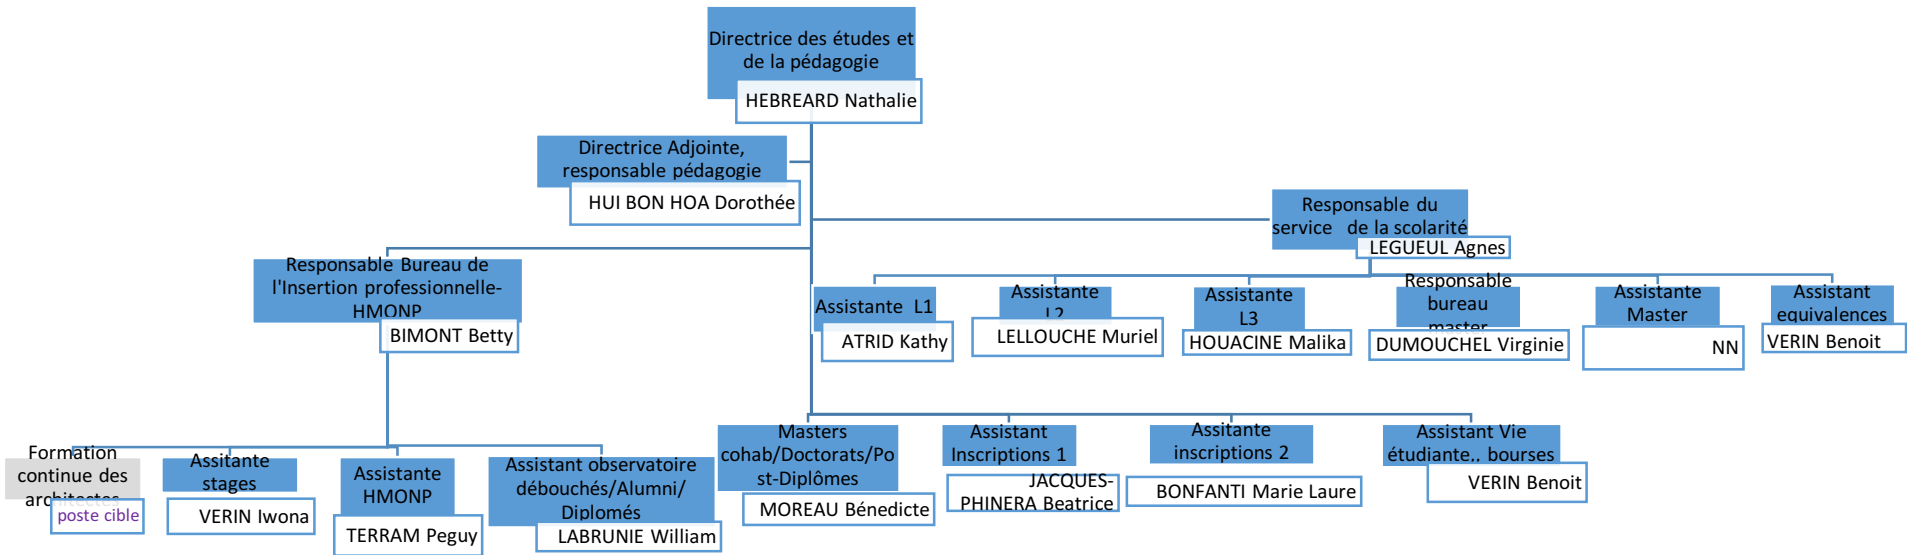 Directrice des études et
de la pédagogie
HEBREARD Nathalie
Directrice Adjointe,
responsable pédagogie
HUI BON HOA Dorothée
Responsable du
service de la scolarité
LEGUEUL Agnes
Responsable Bureau de
l'Insertion professionnelle-
HMONP
BIMONT Betty
Assistante L1
ATRID Kathy
Assistante
L2
LELLOUCHE Muriel
Assistante
L3
HOUACINE Malika
Responsable
bureau
master
DUMOUCHEL Virginie
Assistante
Master
NN
Assistant
equivalences
VERIN Benoit
Formation
continue des
architectes
poste cible
Assitante
stages
VERIN Iwona
Assistante
HMONP
TERRAM Peguy
Assistant observatoire
débouchés/Alumni/
Diplomés
LABRUNIE William
Masters
cohab/Doctorats/Po
st-Diplômes
MOREAU Bénedicte
Assistant
Inscriptions 1
JACQUES-
PHINERA Beatrice
Assitante
inscriptions 2
BONFANTI Marie Laure
Assistant Vie
étudiante,, bourses
VERIN Benoit